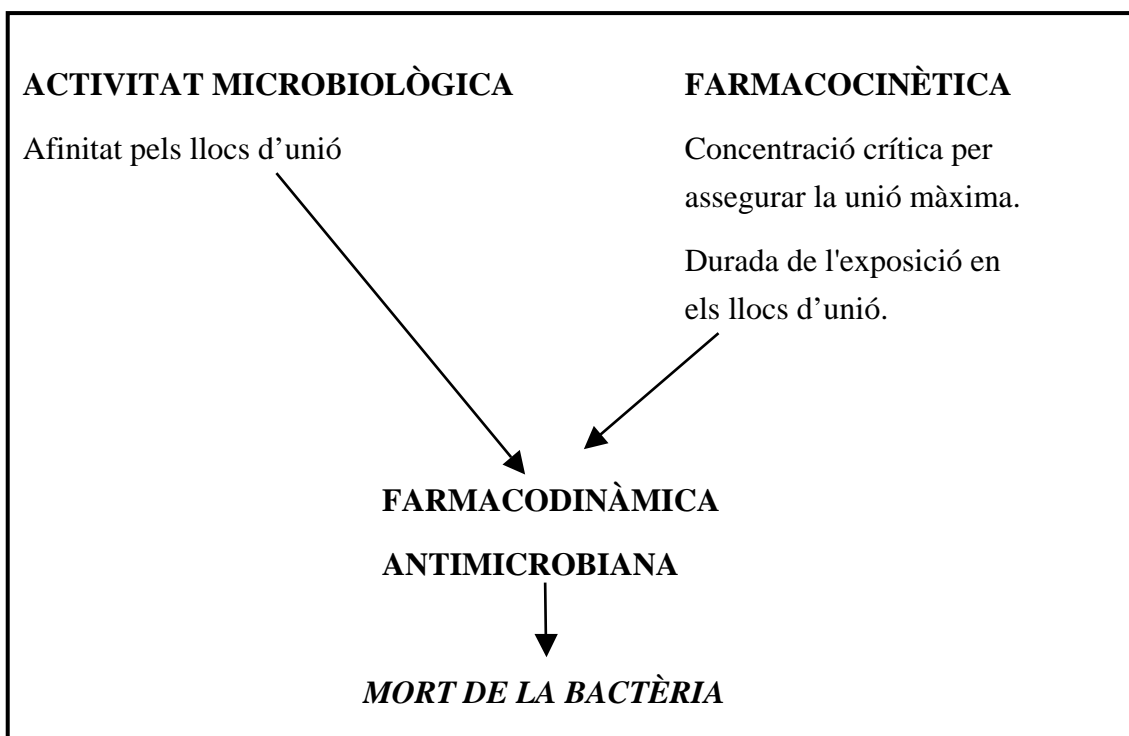 ACTIVITAT MICROBIOLÒGICA
Afinitat pels llocs d’unió
FARMACOCINÈTICA
Concentració crítica per
assegurar la unió màxima.
Durada de l'exposició en
els llocs d’unió.
FARMACODINÀMICA
ANTIMICROBIANA
MORT DE LA BACTÈRIA